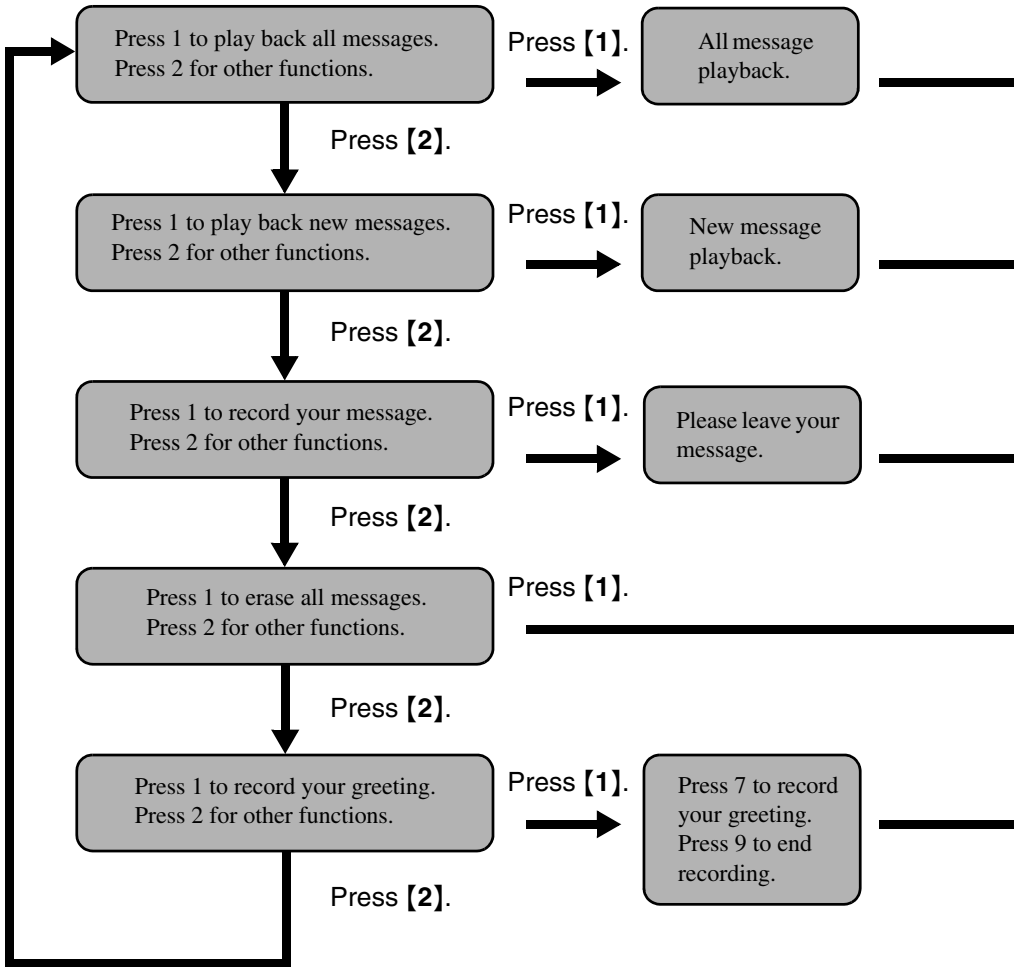 Press 1 to play back all messages.
Press 2 for other functions.
Press【1】.
All message
playback.
Press【2】.
Press 1 to play back new messages.
Press 2 for other functions.
Press【1】.
New message
playback.
Press【2】.
Press 1 to record your message.
Press 2 for other functions.
Press【1】.
Please leave your
message.
Press【2】.
Press 1 to erase all messages.
Press 2 for other functions.
Press【1】.
Press【2】.
Press 1 to record your greeting.
Press 2 for other functions.
Press【1】.
Press 7 to record
your greeting.
Press 9 to end
recording.
Press【2】.